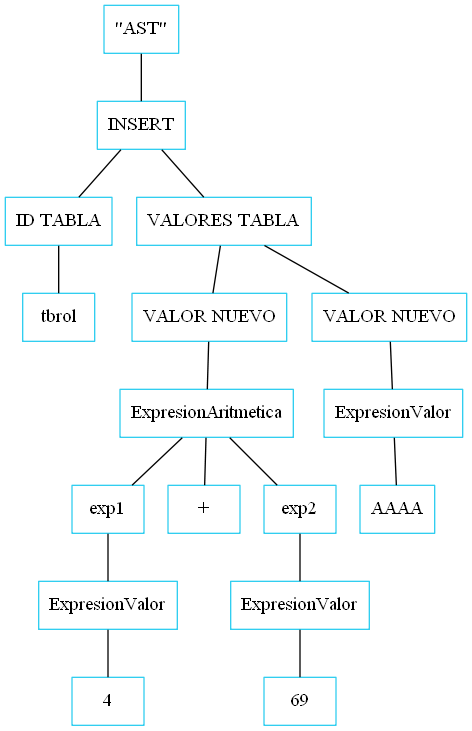 "AST"
INSERT
ID TABLA
VALORES TABLA
tbrol
VALOR NUEVO
VALOR NUEVO
ExpresionAritmetica
ExpresionValor
exp1
+
exp2
AAAA
ExpresionValor
ExpresionValor
4
69